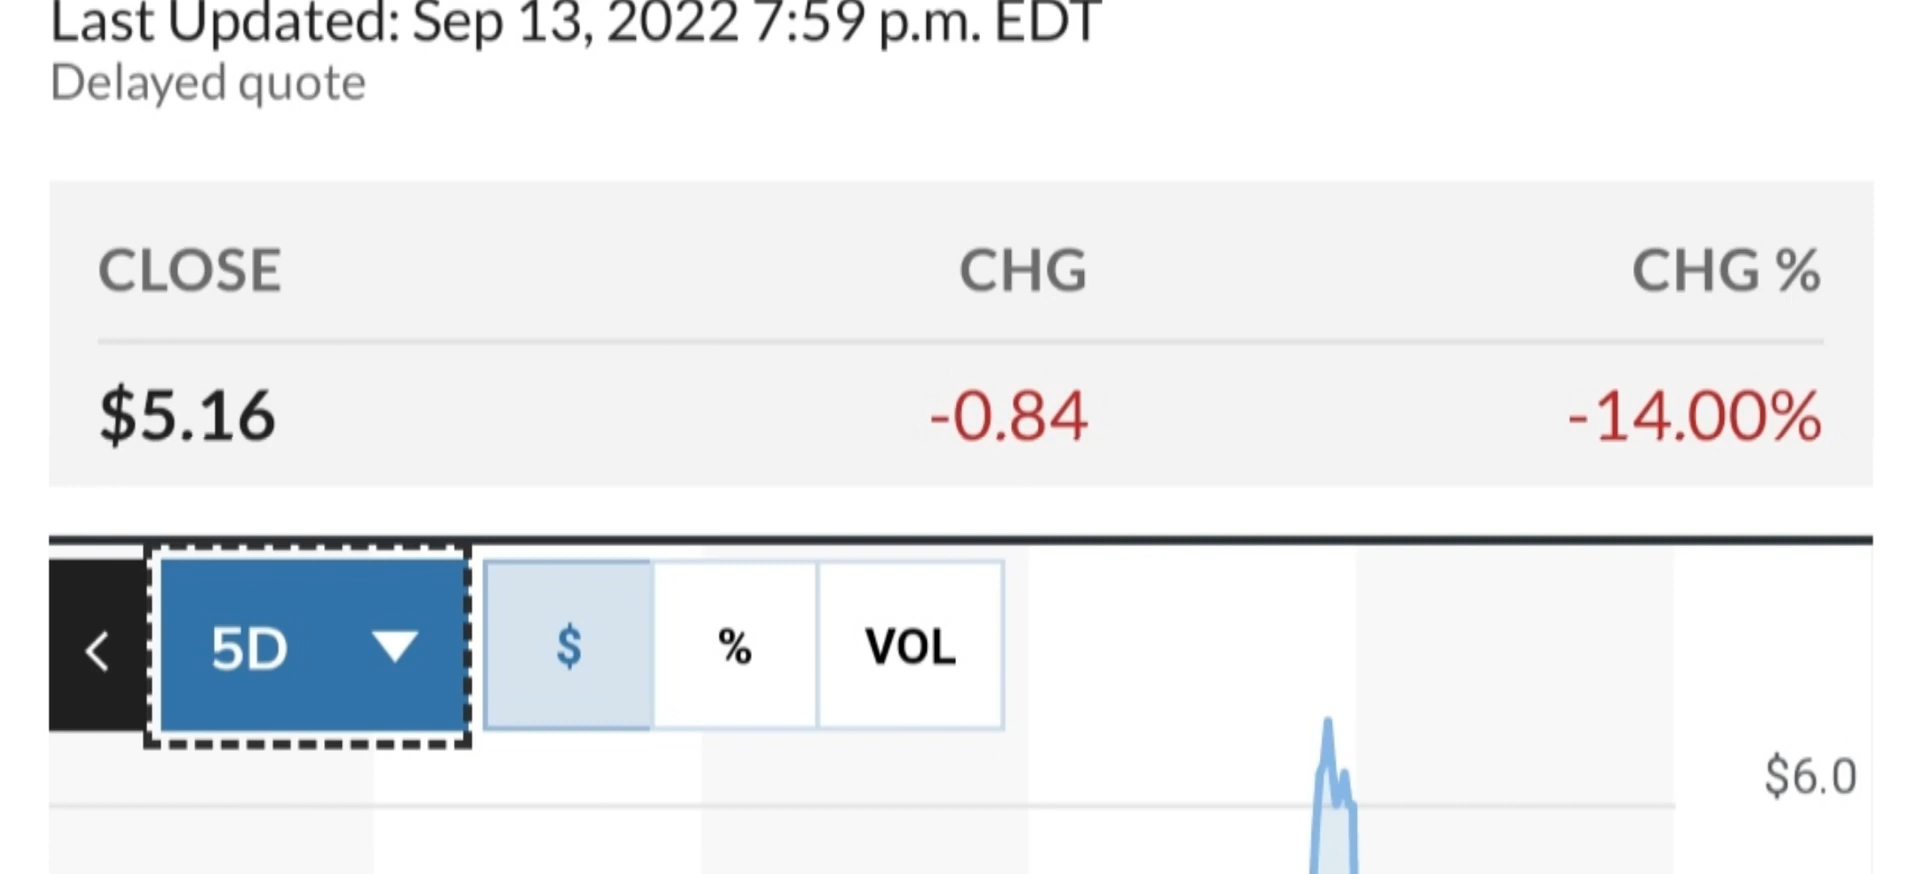 Last Updated: Sep 13, 2022 7:59 p.m. EDT
Delayed quote
CLOSE CHG CHG %
$5.16 -0.84 -14.00%
5D $ % VOL
$6.0